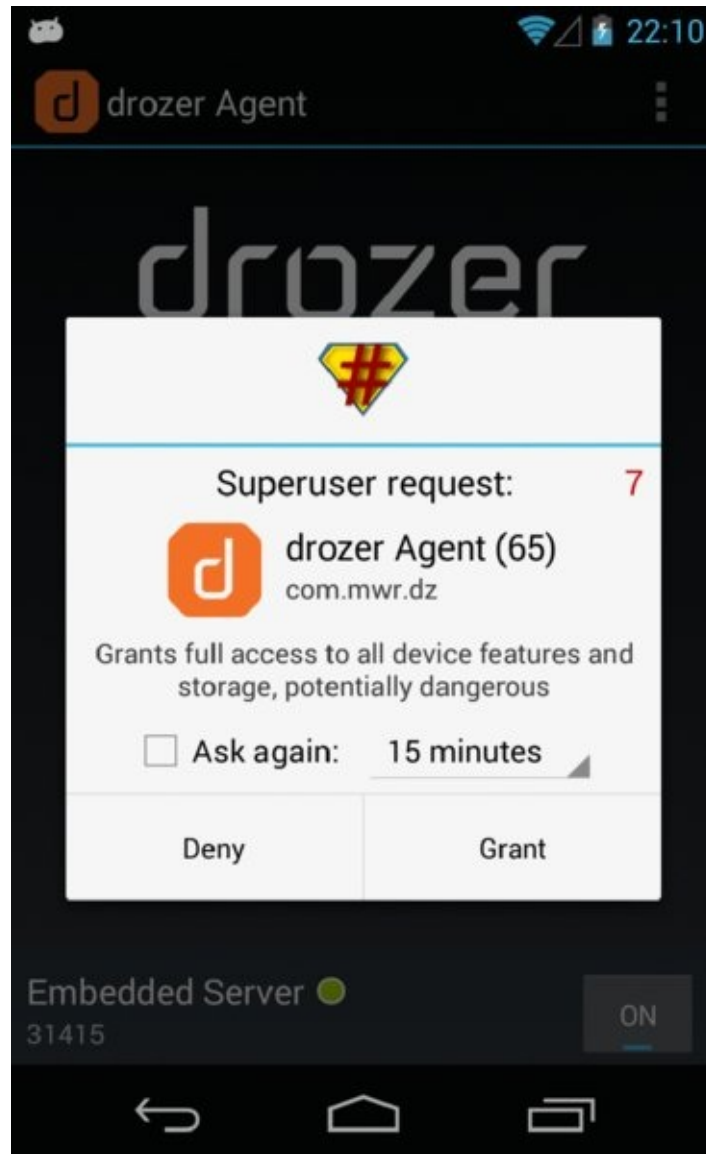 22:10
drozer Agent
drozer
#
Superuser request: 7
drozer Agent (65)
com.mwr.dz
Grants full access to all device features and
storage, potentially dangerous
Ask again: 15 minutes
Deny Grant
Embedded Server
31415
ON